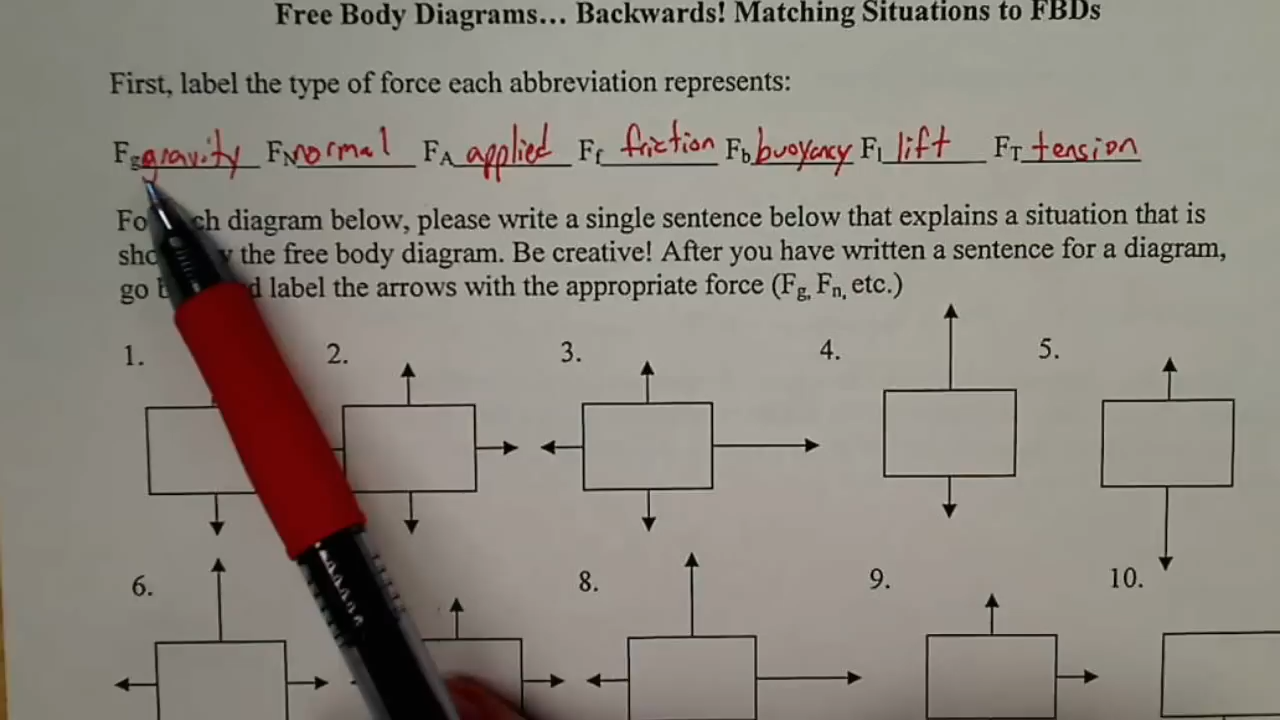 Free Body Diagrams... Backwards! Matching Situations to FBDs
First, label the type of force each abbreviation represents:
Fg gravity FN normal FA applied Ff friction Fb buoyancy Fl lift FT tension
diagram below, please write a single sentence below that explains a situation that is
the free body diagram. Be creative! After you have written a sentence for a diagram,
go label the arrows with the appropriate force (Fg, Fn, etc.)
1. 2. 3. 4. 5.
6. 8. 9. 10.